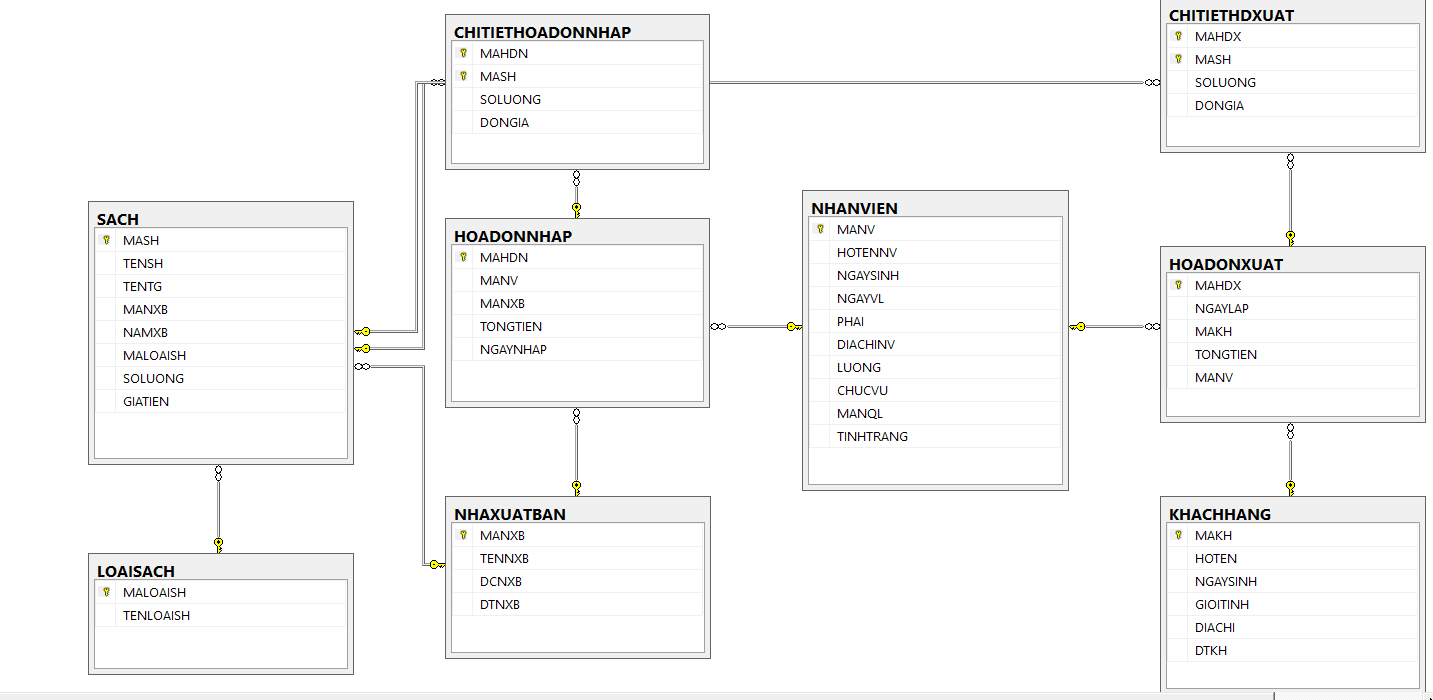 CHITIETHOADONNHAP
MAHDN
MASH
SOLUONG
DONGIA
CHITIETHDXUAT
MAHDX
MASH
SOLUONG
DONGIA
SACH
MASH
TENSH
TENTG
MANXB
NAMXB
MALOAISH
SOLUONG
GIATIEN
HOADONNHAP
MAHDN
MANV
MANXB
TONGTIEN
NGAYNHAP
NHANVIEN
MANV
HOTENNV
NGAYSINH
NGAYVL
PHAI
DIACHINV
LUONG
CHUCVU
MANQL
TINHTRANG
HOADONXUAT
MAHDX
NGAYLAP
MAKH
TONGTIEN
MANV
LOAISACH
MALOAISH
TENLOAISH
NHAXUATBAN
MANXB
TENNXB
DCNXB
DTNXB
KHACHHANG
MAKH
HOTEN
NGAYSINH
GIOITINH
DIACHI
DTKH